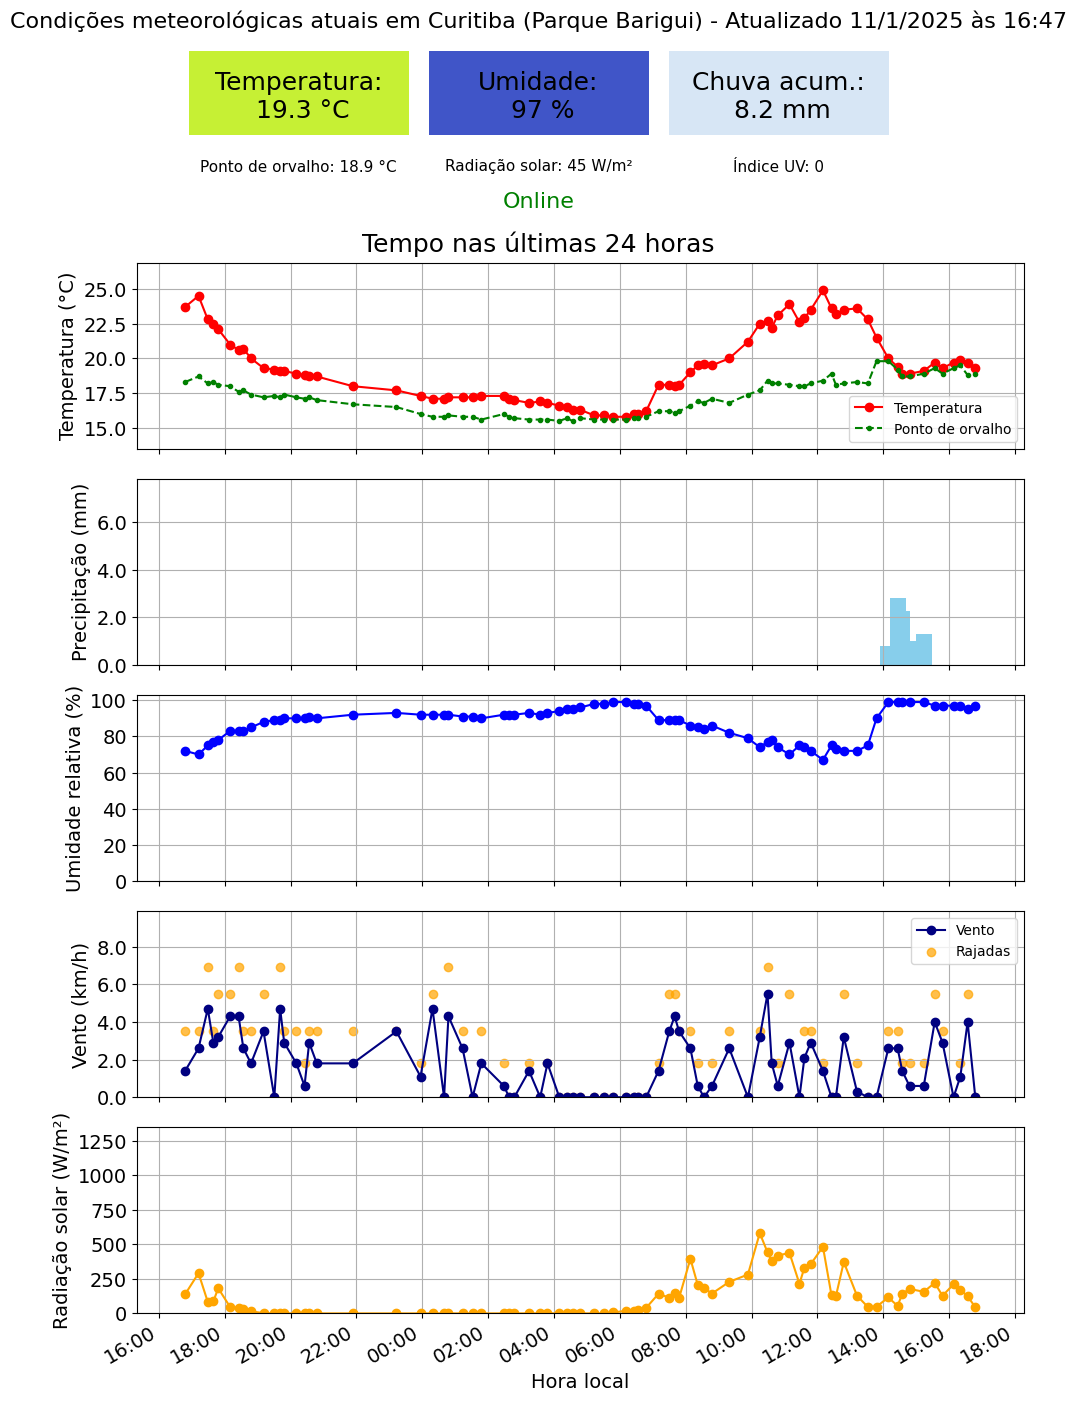 Condições meteorológicas atuais em Curitiba (Parque Barigui) - Atualizado 11/1/2025 às 16:47
Temperatura:
19.3 °C
Umidade:
97 %
Chuva acum.:
8.2 mm
Ponto de orvalho: 18.9 °C
Radiação solar: 45 W/m²
Índice UV: 0
Online
Tempo nas últimas 24 horas
Temperatura (°C)
25.0
22.5
20.0
17.5
15.0
Temperatura
Ponto de orvalho
Precipitação (mm)
6.0
4.0
2.0
0.0
Umidade relativa (%)
100
80
60
40
20
0
Vento (km/h)
8.0
6.0
4.0
2.0
0.0
Vento
Rajadas
Radiação solar (W/m²)
1250
1000
750
500
250
0
16:00
18:00
20:00
22:00
00:00
02:00
04:00
06:00
08:00
10:00
12:00
14:00
16:00
18:00
Hora local